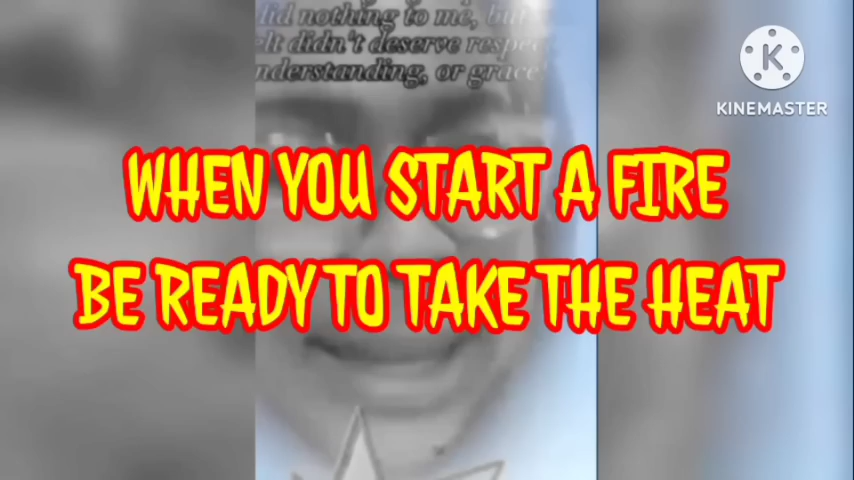 did nothing to me, but
felt didn't deserve respect
understanding, or grace
KINEMASTER
WHEN YOU START A FIRE
BE READY TO TAKE THE HEAT